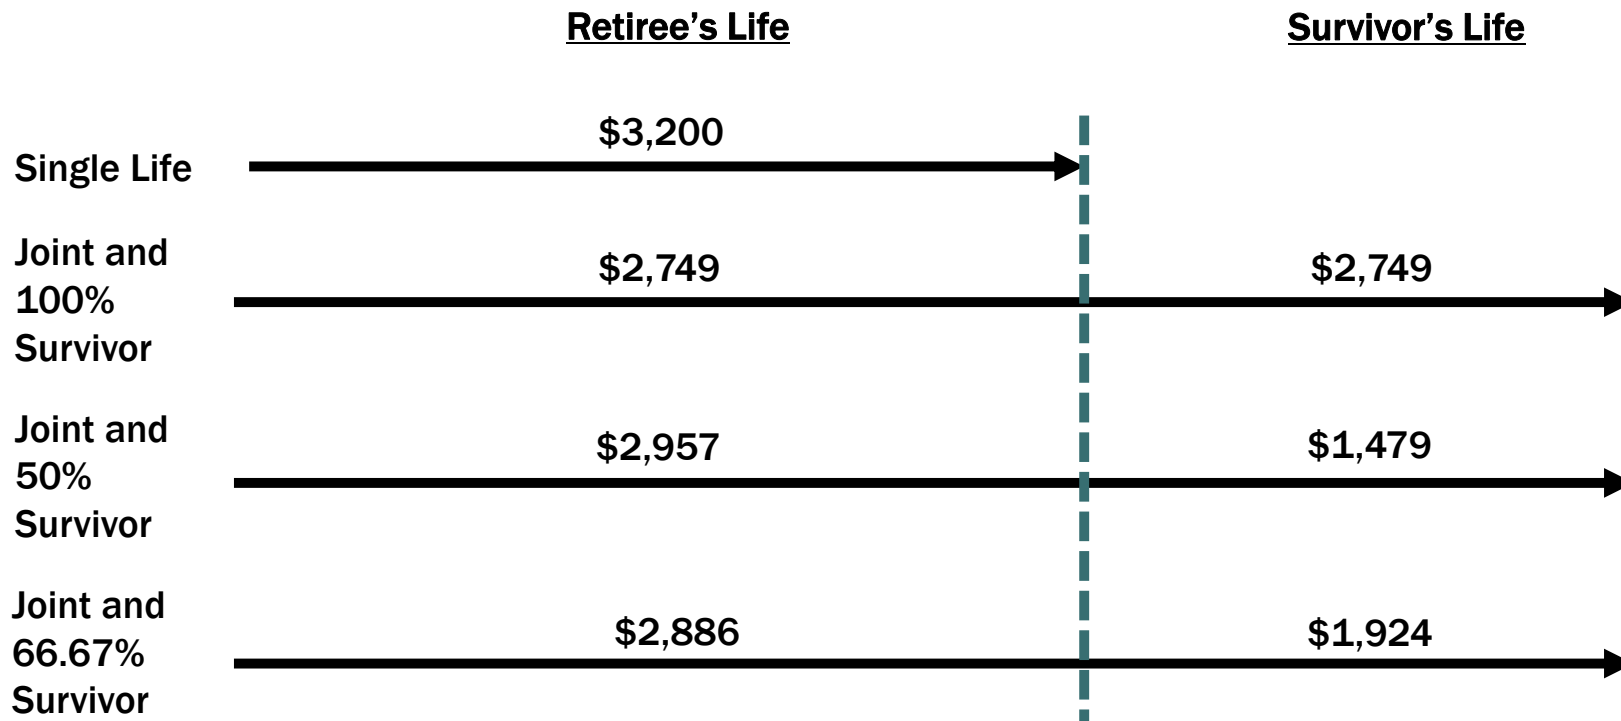 Retiree’s Life
Survivor’s Life
$3,200
Single Life
Joint and
100%
Survivor
$2,749
$2,749
Joint and
50%
Survivor
$2,957
$1,479
Joint and
66.67%
Survivor
$2,886
$1,924